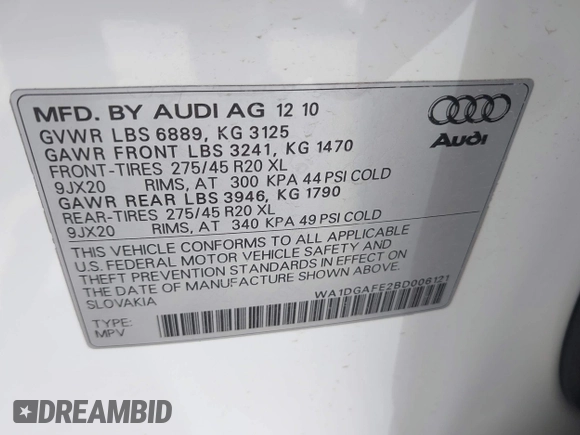 MFD. BY AUDI AG 12 10
GVWR LBS 6889, KG 3125
GAWR FRONT LBS 3241, KG 1470
FRONT-TIRES 275/45 R20 XL
9JX20 RIMS, AT 300 KPA 44 PSI COLD
GAWR REAR LBS 3946, KG 1790
REAR-TIRES 275/45 R20 XL
9JX20 RIMS, AT 340 KPA 49 PSI COLD
THIS VEHICLE CONFORMS TO ALL APPLICABLE
U.S. FEDERAL MOTOR VEHICLE SAFETY AND
THEFT PREVENTION STANDARDS IN EFFECT ON
THE DATE OF MANUFACTURE SHOWN ABOVE.
SLOVAKIA
WA1DGAFE2BD006121
TYPE:
MPV
Audi
DREAMBID